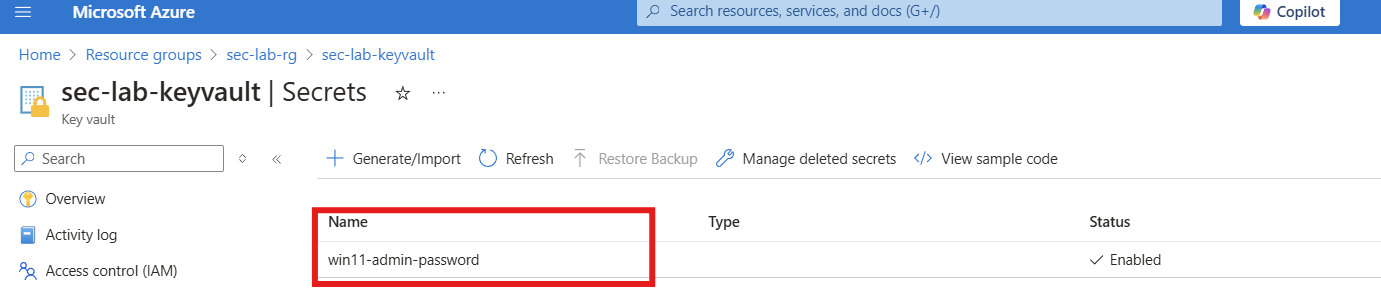 Microsoft Azure
Search resources, services, and docs (G+/)
Copilot
Home > Resource groups > sec-lab-rg > sec-lab-keyvault
sec-lab-keyvault | Secrets
Key vault
Search
Generate/Import
Refresh
Restore Backup
Manage deleted secrets
View sample code
Overview
Activity log
Access control (IAM)
Name Type Status
win11-admin-password Enabled